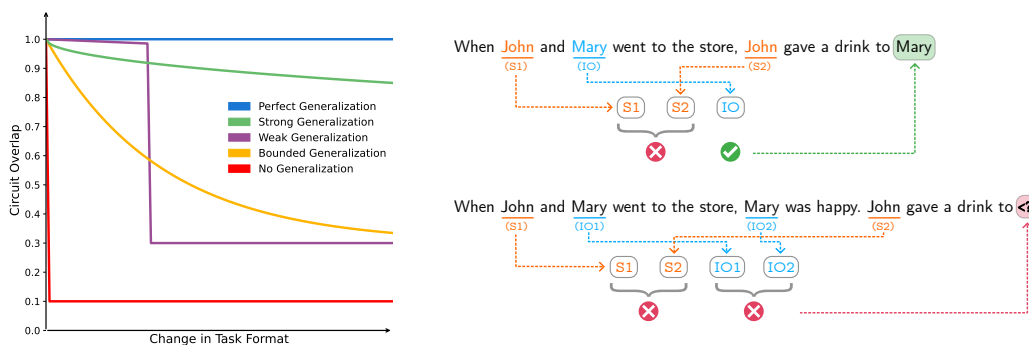 Circuit Overlap
1.0
0.9
0.8
0.7
0.6
0.5
0.4
0.3
0.2
0.1
0.0
Perfect Generalization
Strong Generalization
Weak Generalization
Bounded Generalization
No Generalization
Change in Task Format
When John and Mary went to the store, John gave a drink to Mary
(S1) (IO) (S2)
S1 S2 IO
When John and Mary went to the store, Mary was happy. John gave a drink to <?
(S1) (IO1) (IO2) (S2)
S1 S2 IO1 IO2